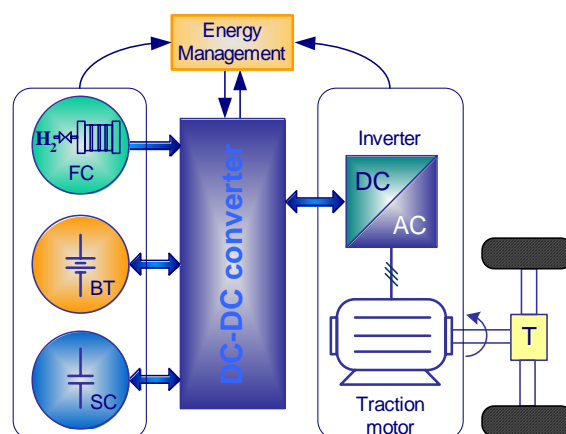 Energy
Management
H2
FC
BT
SC
DC-DC converter
Inverter
DC
AC
T
Traction
motor